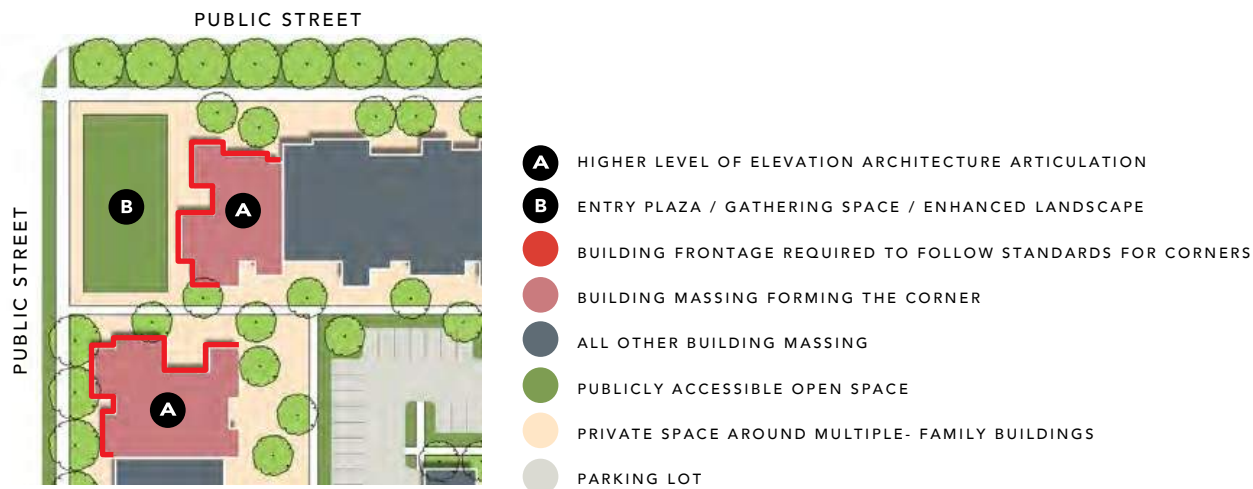 PUBLIC STREET
PUBLIC STREET
B
A
A
A HIGHER LEVEL OF ELEVATION ARCHITECTURE ARTICULATION
B ENTRY PLAZA / GATHERING SPACE / ENHANCED LANDSCAPE
BUILDING FRONTAGE REQUIRED TO FOLLOW STANDARDS FOR CORNERS
BUILDING MASSING FORMING THE CORNER
ALL OTHER BUILDING MASSING
PUBLICLY ACCESSIBLE OPEN SPACE
PRIVATE SPACE AROUND MULTIPLE- FAMILY BUILDINGS
PARKING LOT